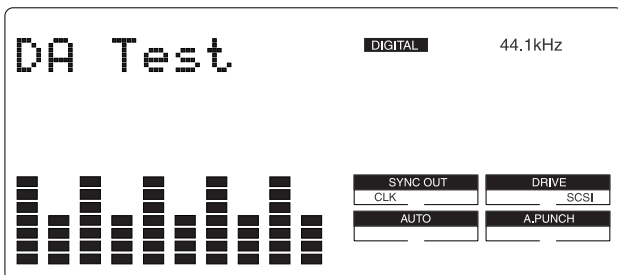 DA Test
DIGITAL 44.1kHz
SYNC OUT DRIVE
CLK SCSI
AUTO A.PUNCH